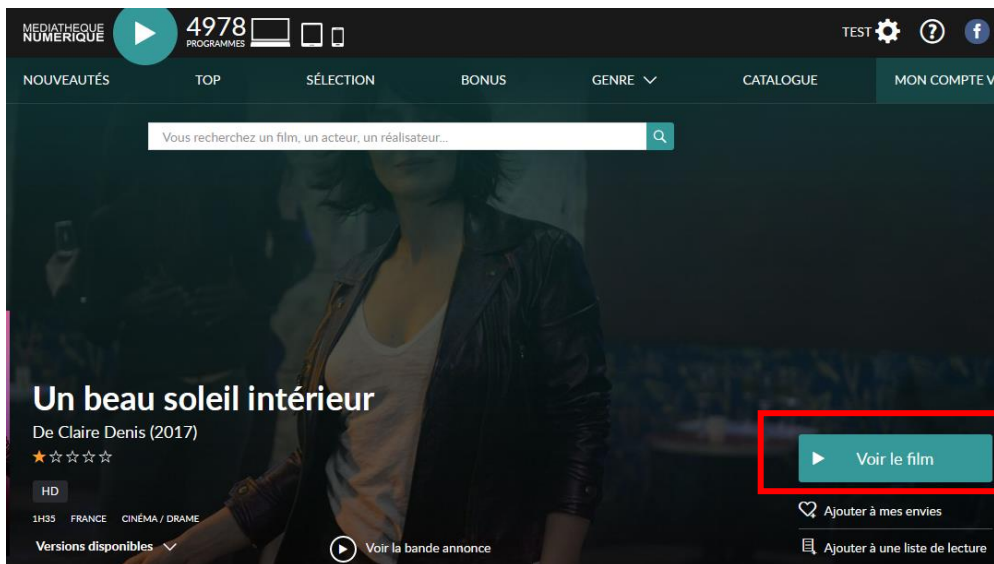 MEDIATHEQUE
NUMERIQUE
4978
PROGRAMMES
TEST
?
f
NOUVEAUTÉS TOP SÉLECTION BONUS GENRE CATALOGUE MON COMPTE V
Vous recherchez un film, un acteur, un réalisateur...
Un beau soleil intérieur
De Claire Denis (2017)
HD
1H35 FRANCE CINÉMA / DRAME
Versions disponibles
Voir la bande annonce
Voir le film
Ajouter à mes envies
Ajouter à une liste de lecture